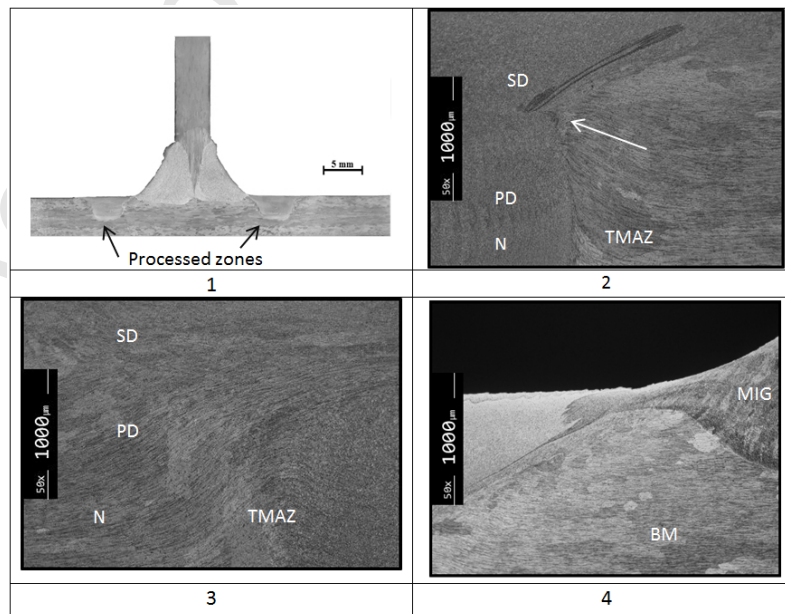 5 mm
Processed zones
1
SD
PD
N
TMAZ
50x 1000µm
2
SD
PD
N
TMAZ
50x 1000µm
3
MIG
BM
50x 1000µm
4